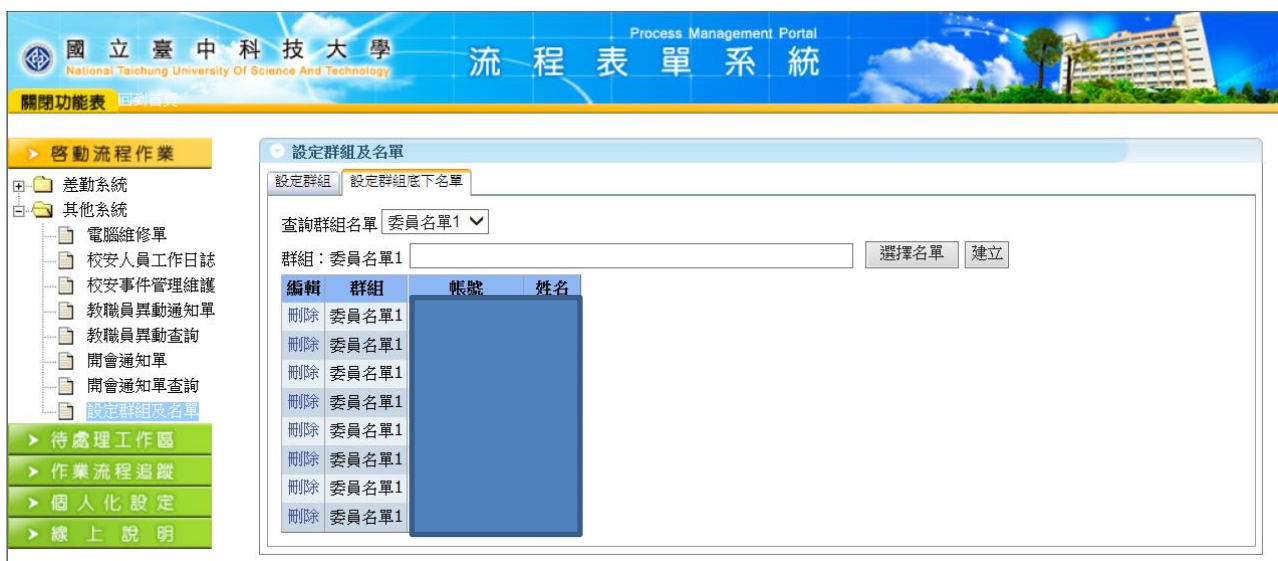 國立臺中科技大學
National Taichung University Of Science And Technology
Process Management Portal
流程表單系統
關閉功能表 回到首頁
啓動流程作業
差勤系統
其他系統
電腦維修單
校安人員工作日誌
校安事件管理維護
教職員異動通知單
教職員異動查詢
開會通知單
開會通知單查詢
設定群組及名單
待處理工作區
作業流程追蹤
個人化設定
線上說明
設定群組及名單
設定群組 設定群組底下名單
查詢群組名單 委員名單1
群組：委員名單1 選擇名單 建立
編輯 群組 帳號 姓名
刪除 委員名單1
刪除 委員名單1
刪除 委員名單1
刪除 委員名單1
刪除 委員名單1
刪除 委員名單1
刪除 委員名單1
刪除 委員名單1